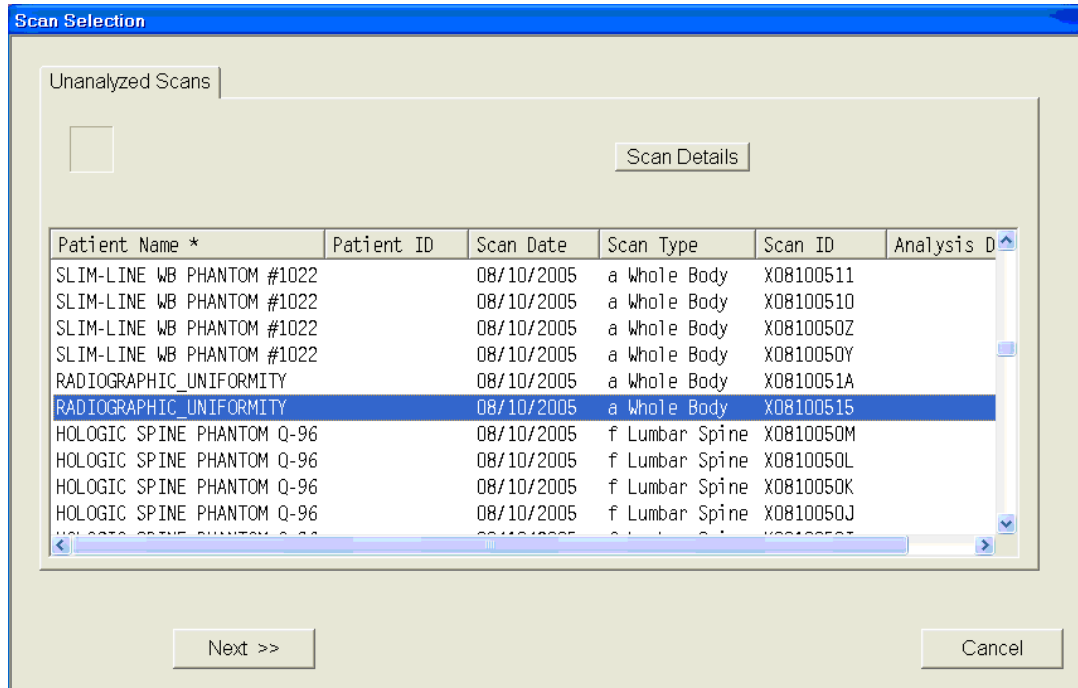 Scan Selection
Unanalyzed Scans
Scan Details
Patient Name * Patient ID Scan Date Scan Type Scan ID Analysis D
SLIM-LINE WB PHANTOM #1022 08/10/2005 a Whole Body X08100511
SLIM-LINE WB PHANTOM #1022 08/10/2005 a Whole Body X08100510
SLIM-LINE WB PHANTOM #1022 08/10/2005 a Whole Body X0810050Z
SLIM-LINE WB PHANTOM #1022 08/10/2005 a Whole Body X0810050Y
RADIOGRAPHIC_UNIFORMITY 08/10/2005 a Whole Body X0810051A
RADIOGRAPHIC_UNIFORMITY 08/10/2005 a Whole Body X08100515
HOLOGIC SPINE PHANTOM Q-96 08/10/2005 f Lumbar Spine X0810050M
HOLOGIC SPINE PHANTOM Q-96 08/10/2005 f Lumbar Spine X0810050L
HOLOGIC SPINE PHANTOM Q-96 08/10/2005 f Lumbar Spine X0810050K
HOLOGIC SPINE PHANTOM Q-96 08/10/2005 f Lumbar Spine X0810050J
Next >> Cancel